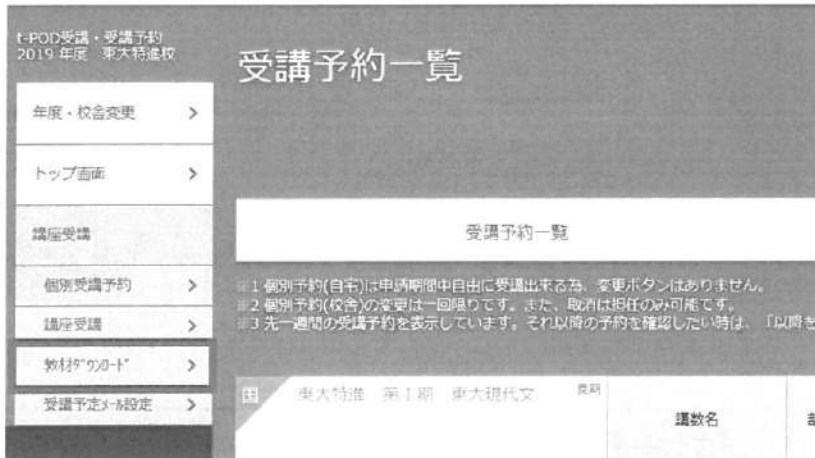 t-POD受講・受講予約
2019 年度 東大特進校
年度・校舎変更
トップ画面
講座受講
個別受講予約
講座受講
教材ダウンロード
受講予定メール設定
受講予約一覧
受講予約一覧
※1 個別予約(自宅)は申請期間中自由に受講出来る為、変更ボタンはありません。
※2 個別予約(校舎)の変更は一回限りです。また、取消は担任のみ可能です。
※3 先一週間の受講予約を表示しています。それ以降の予約を確認したい時は、「以降を
東大特進 第Ⅰ期 東大現代文
講数名